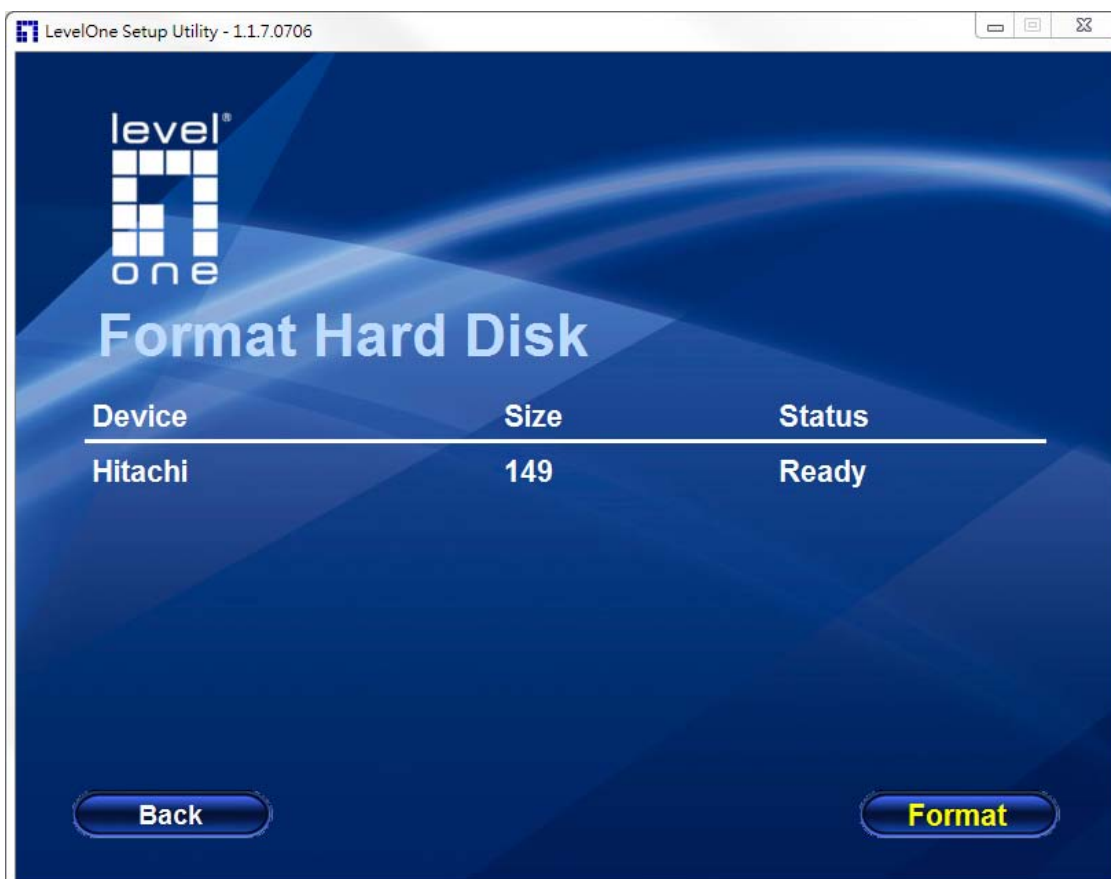 LevelOne Setup Utility - 1.1.7.0706
level®
one
Format Hard Disk
Device Size Status
Hitachi 149 Ready
Back Format